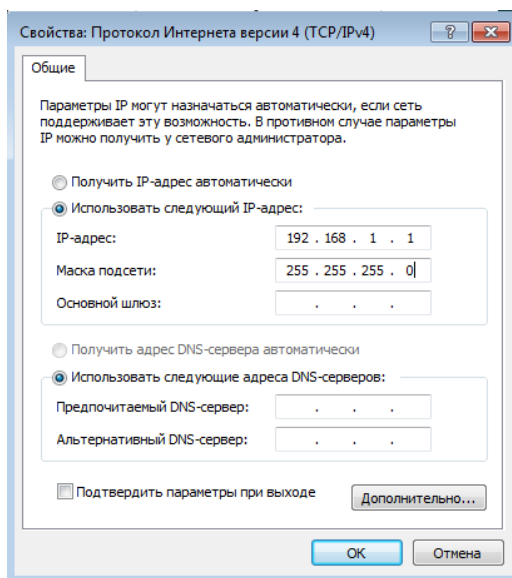 Свойства: Протокол Интернета версии 4 (TCP/IPv4)
Общие
Параметры IP могут назначаться автоматически, если сеть
поддерживает эту возможность. В противном случае параметры
IP можно получить у сетевого администратора.
Получить IP-адрес автоматически
Использовать следующий IP-адрес:
IP-адрес: 192 . 168 . 1 . 1
Маска подсети: 255 . 255 . 255 . 0
Основной шлюз: . . .
Получить адрес DNS-сервера автоматически
Использовать следующие адреса DNS-серверов:
Предпочитаемый DNS-сервер: . . .
Альтернативный DNS-сервер: . . .
Подтвердить параметры при выходе
Дополнительно...
ОК
Отмена